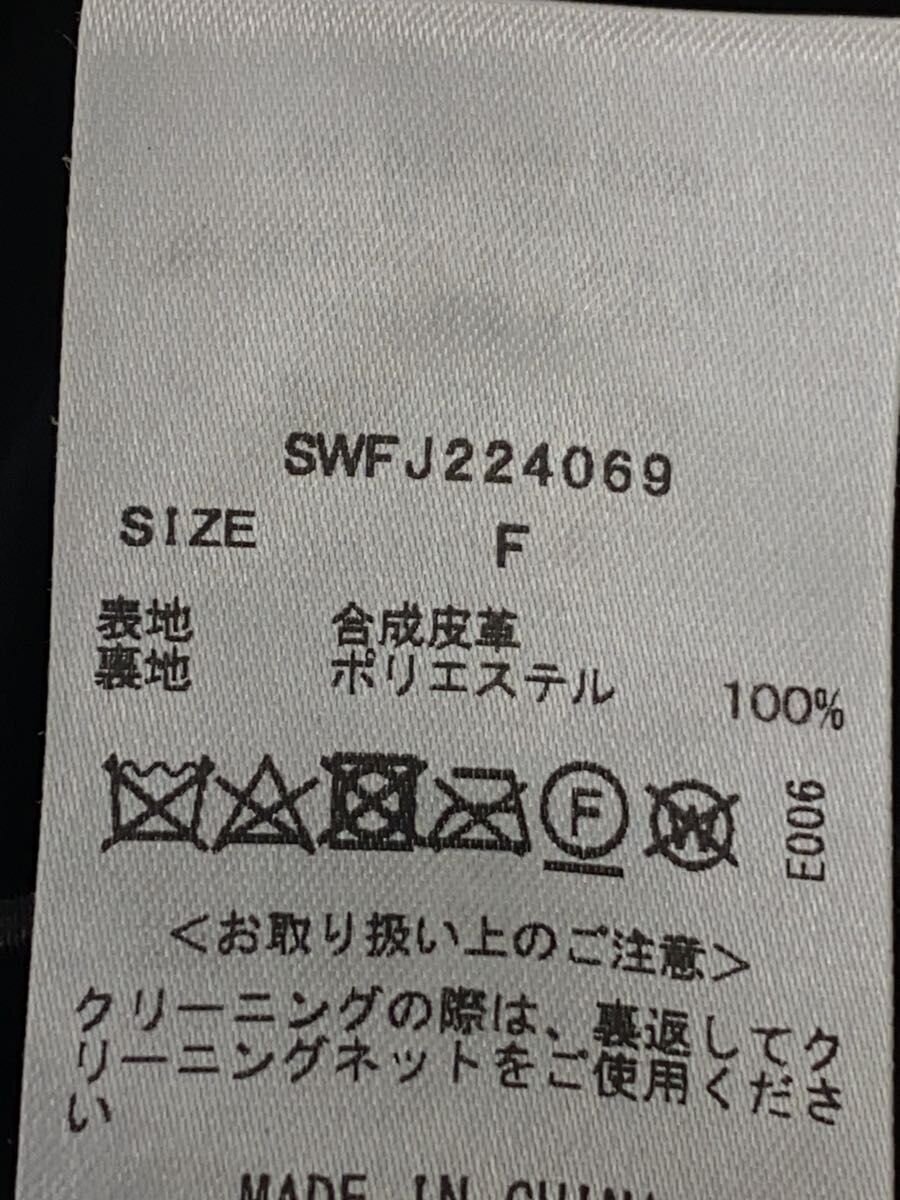 SWFJ224069
SIZE F
表地 合成皮革
裏地 ポリエステル 100%
F W E006
<お取り扱い上のご注意>
クリーニングの際は、裏返してク
リーニングネットをご使用くださ
い
MADE IN CHINA